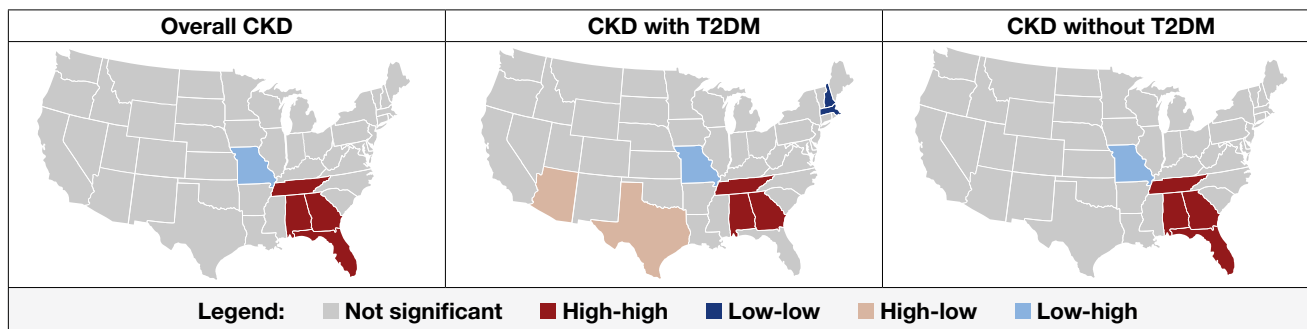 Overall CKD
CKD with T2DM
CKD without T2DM
Legend: Not significant High-high Low-low High-low Low-high